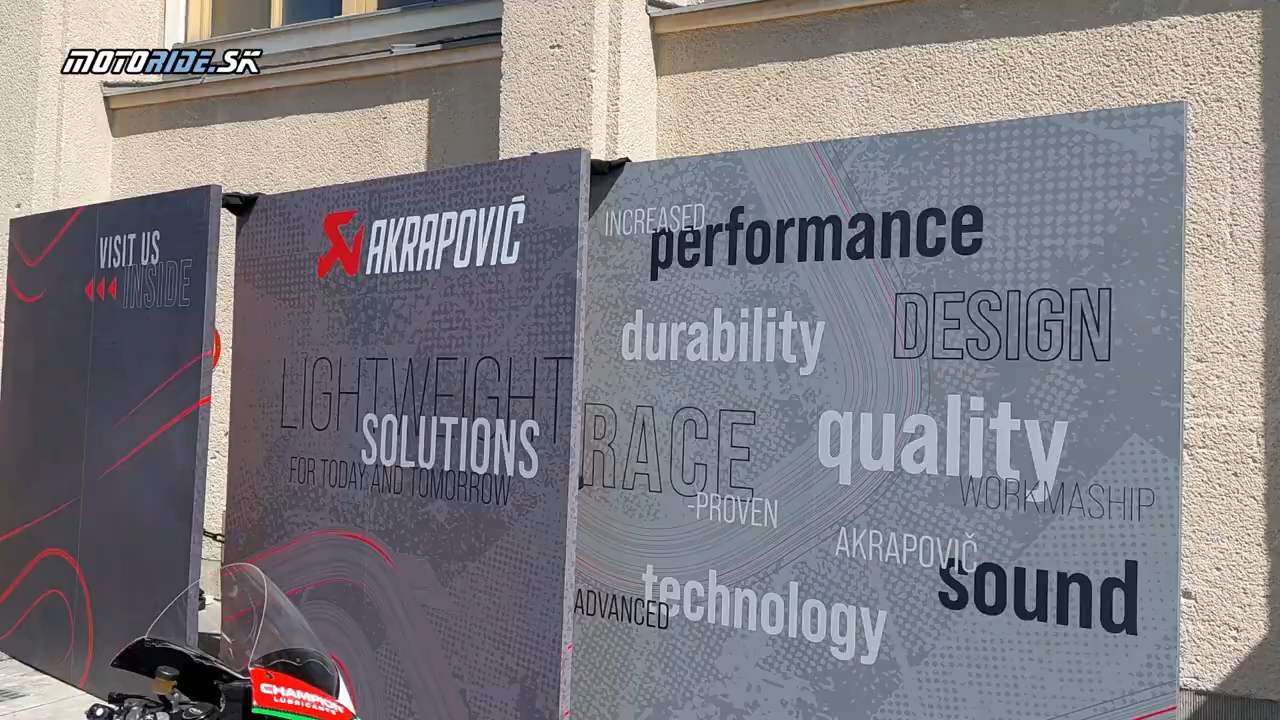 MOTORIDE.SK
VISIT US
INSIDE
AKRAPOVIČ
LIGHTWEIGHT
SOLUTIONS
FOR TODAY AND TOMORROW
INCREASED
performance
durability
DESIGN
RACE
-PROVEN
quality
WORKMASHIP
AKRAPOVIČ
sound
technology
ADVANCED
CHAMPION
LUBRICANTS